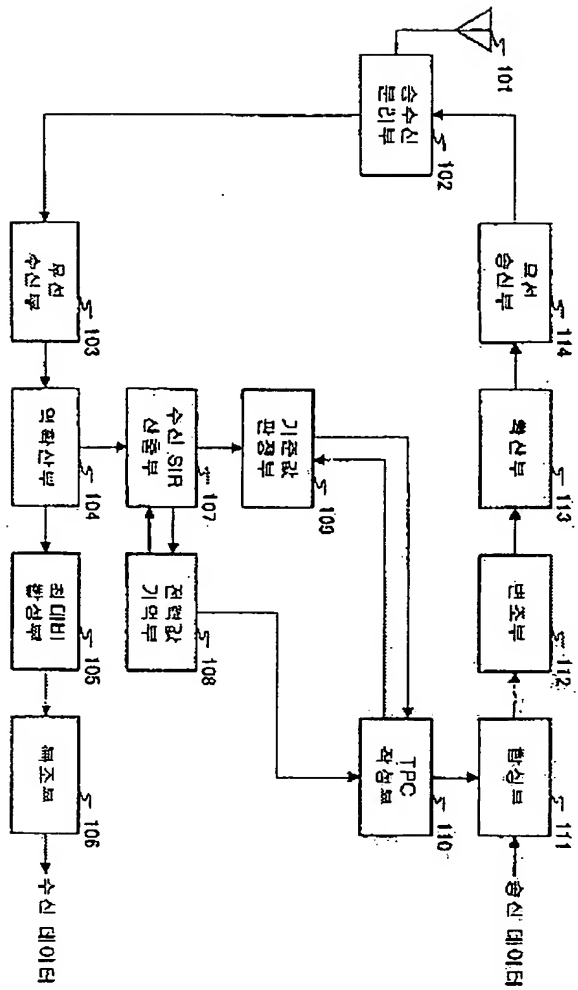 101
102
송수신
분리부
114
무선
송신부
113
확산부
112
변조부
111
합성부
송신 데이터
110
TPC
작성부
109
기준값
판정부
107
수신 SIR
산출부
108
전력값
기억부
103
무선
수신부
104
역확산부
105
최대비
합성부
106
복조부
수신 데이터